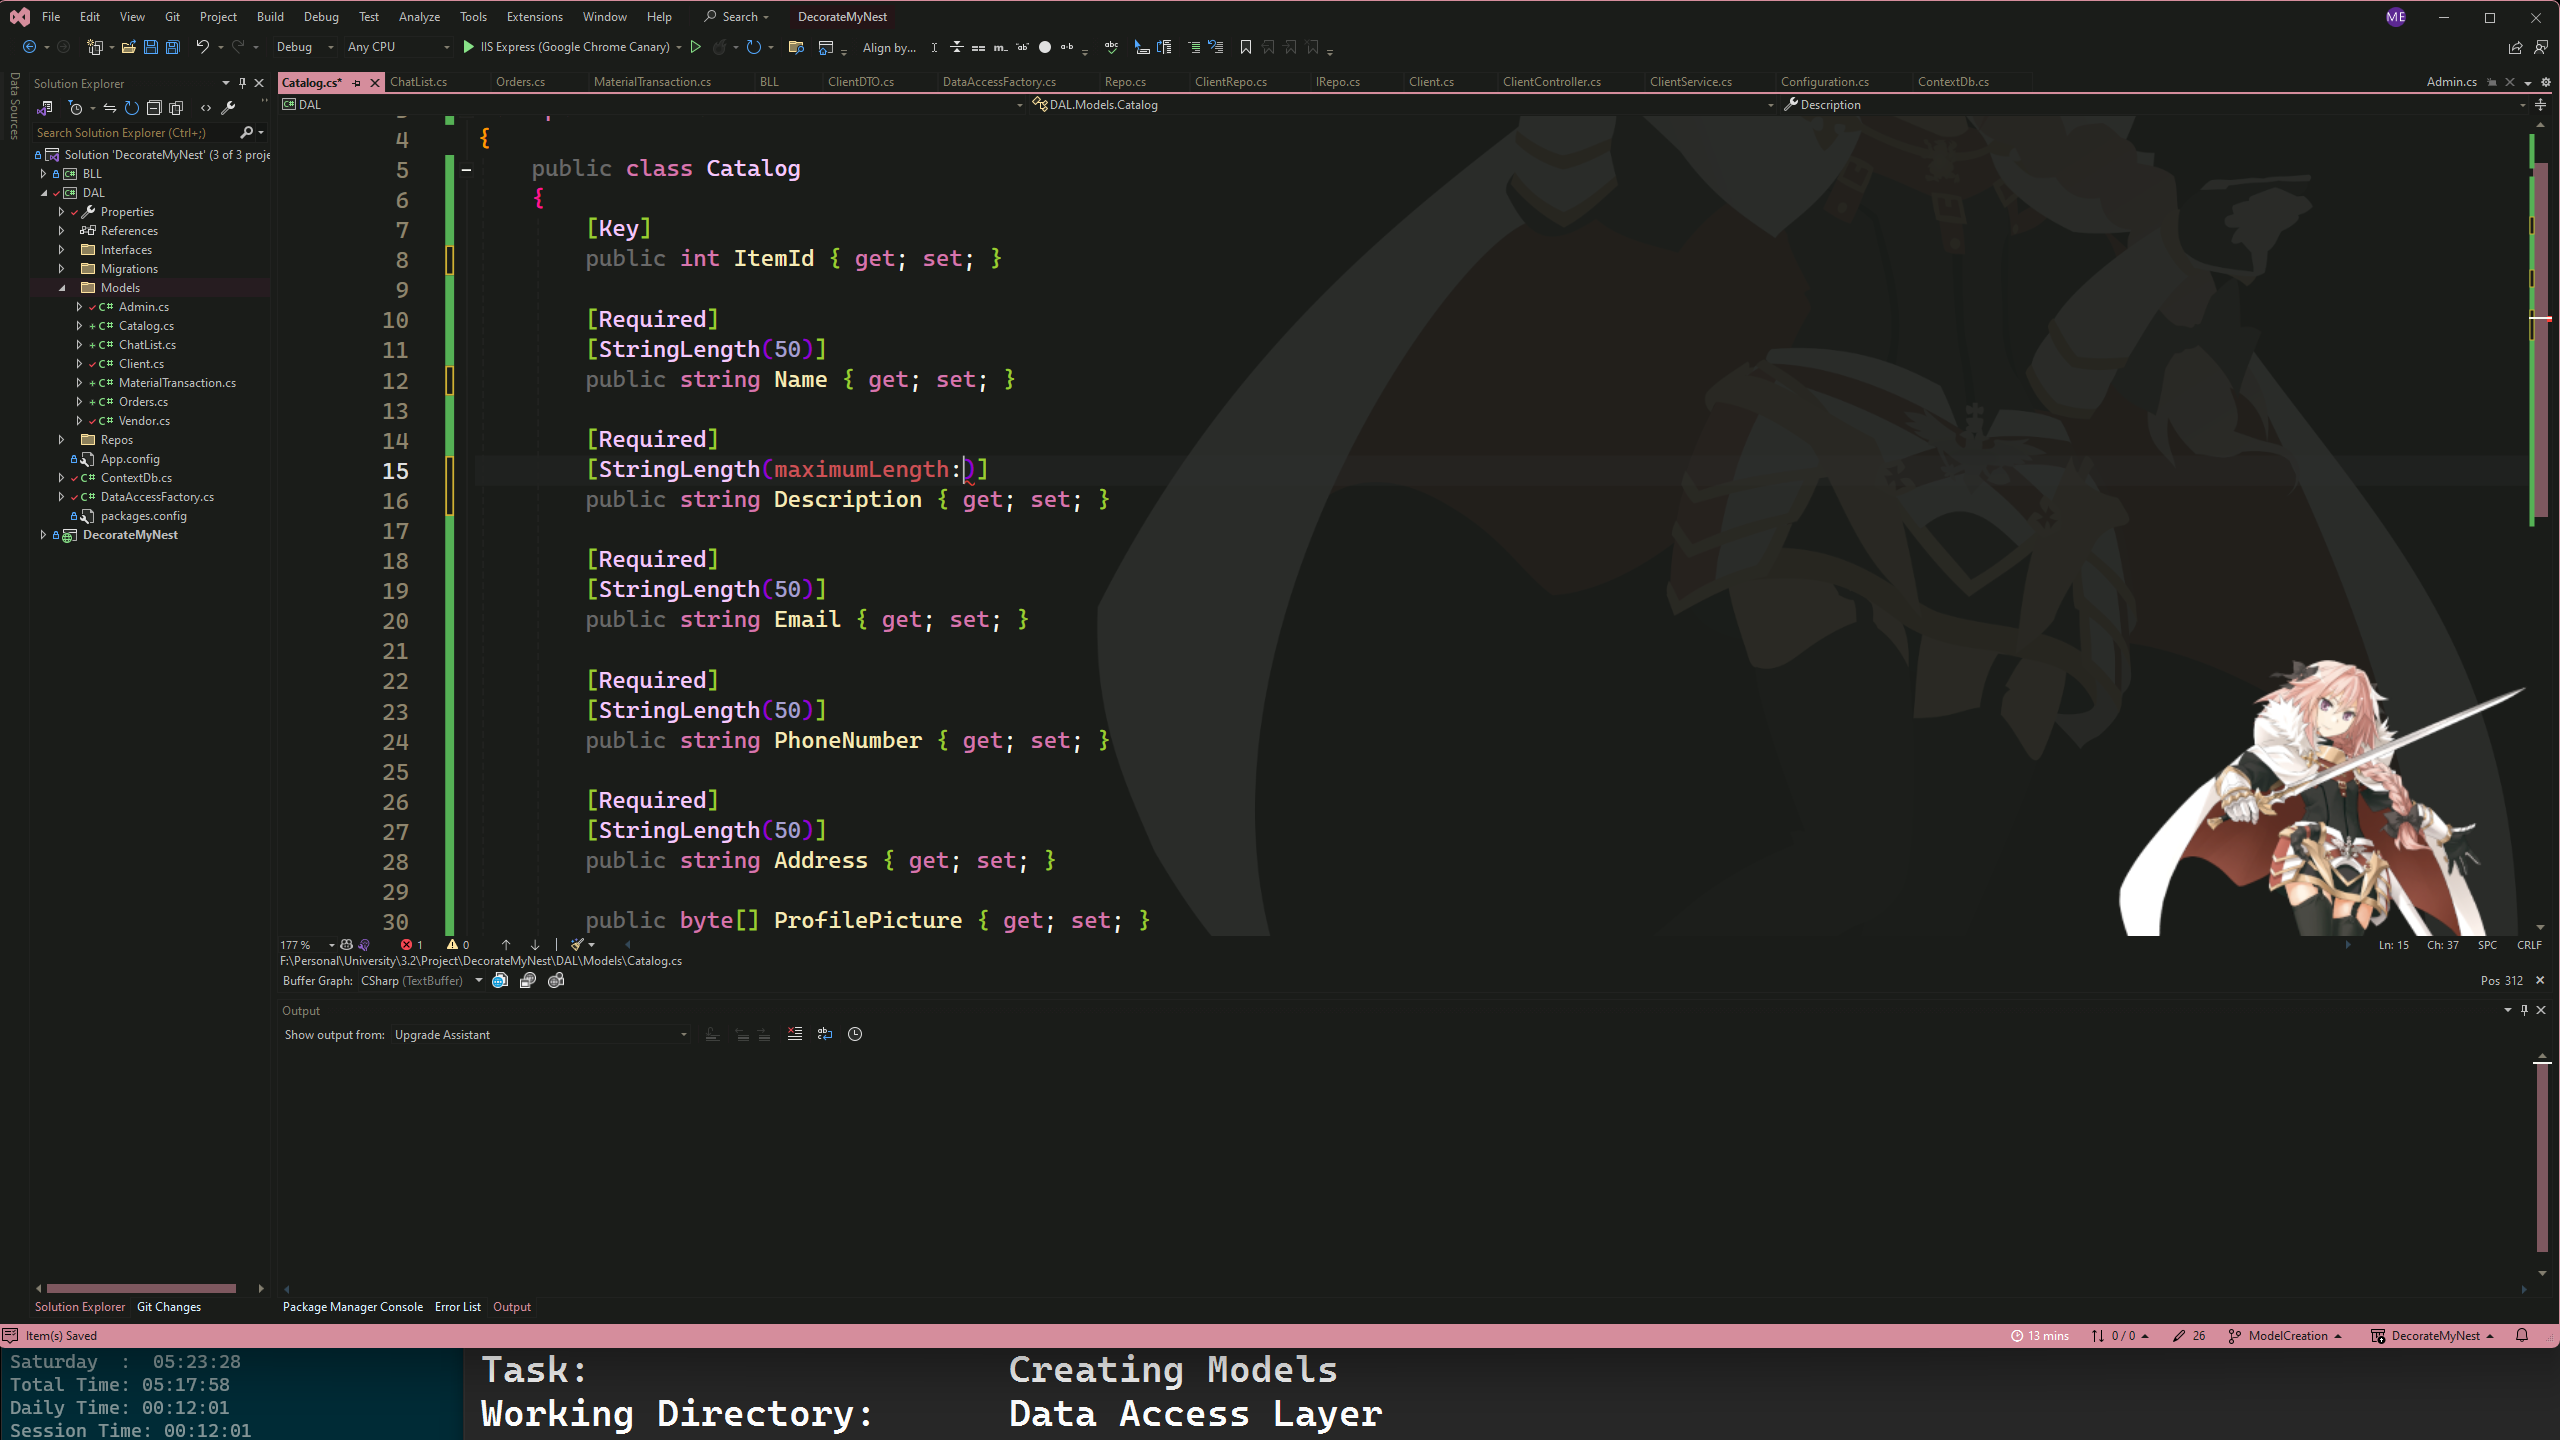 File Edit View Git Project Build Debug Test Analyze Tools Extensions Window Help Search DecorateMyNest ME
Debug Any CPU IIS Express (Google Chrome Canary) Align by...
Data Sources
Solution Explorer
Search Solution Explorer (Ctrl+;)
Solution 'DecorateMyNest' (3 of 3 proje
BLL
DAL
Properties
References
Interfaces
Migrations
Models
C# Admin.cs
C# Catalog.cs
C# ChatList.cs
C# Client.cs
C# MaterialTransaction.cs
C# Orders.cs
C# Vendor.cs
Repos
App.config
C# ContextDb.cs
C# DataAccessFactory.cs
packages.config
DecorateMyNest
Solution Explorer Git Changes
Catalog.cs* ChatList.cs Orders.cs MaterialTransaction.cs BLL ClientDTO.cs DataAccessFactory.cs Repo.cs ClientRepo.cs IRepo.cs Client.cs ClientController.cs ClientService.cs Configuration.cs ContextDb.cs Admin.cs
DAL DAL.Models.Catalog Description
4 {
5 public class Catalog
6 {
7 [Key]
8 public int ItemId { get; set; }
9
10 [Required]
11 [StringLength(50)]
12 public string Name { get; set; }
13
14 [Required]
15 [StringLength(maximumLength:)]
16 public string Description { get; set; }
17
18 [Required]
19 [StringLength(50)]
20 public string Email { get; set; }
21
22 [Required]
23 [StringLength(50)]
24 public string PhoneNumber { get; set; }
25
26 [Required]
27 [StringLength(50)]
28 public string Address { get; set; }
29
30 public byte[] ProfilePicture { get; set; }
177 % 1 0 Ln: 15 Ch: 37 SPC CRLF
F:\Personal\University\3.2\Project\DecorateMyNest\DAL\Models\Catalog.cs
Buffer Graph: CSharp (TextBuffer) Pos 312
Output
Show output from: Upgrade Assistant
Package Manager Console Error List Output
Item(s) Saved 13 mins 0 / 0 26 ModelCreation DecorateMyNest
Saturday : 05:23:28
Total Time: 05:17:58
Daily Time: 00:12:01
Session Time: 00:12:01
Task: Creating Models
Working Directory: Data Access Layer